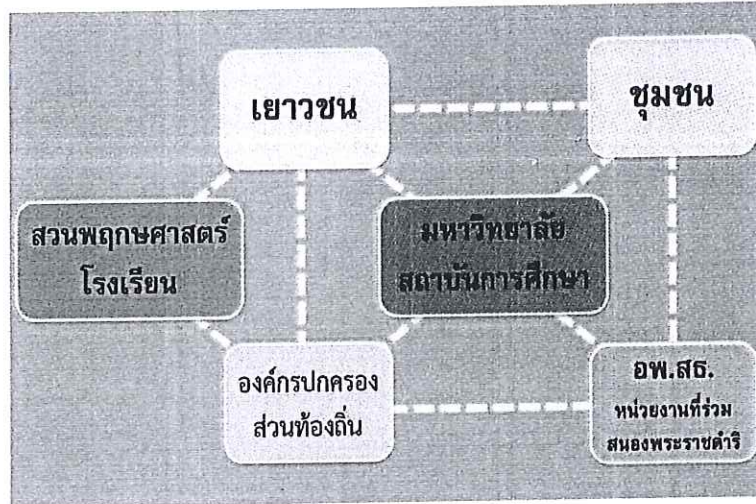 เยาวชน
ชุมชน
สวนพฤกษศาสตร์
โรงเรียน
มหาวิทยาลัย
สถาบันการศึกษา
องค์กรปกครอง
ส่วนท้องถิ่น
อพ.สธ.
หน่วยงานที่ร่วม
สนองพระราชดำริ